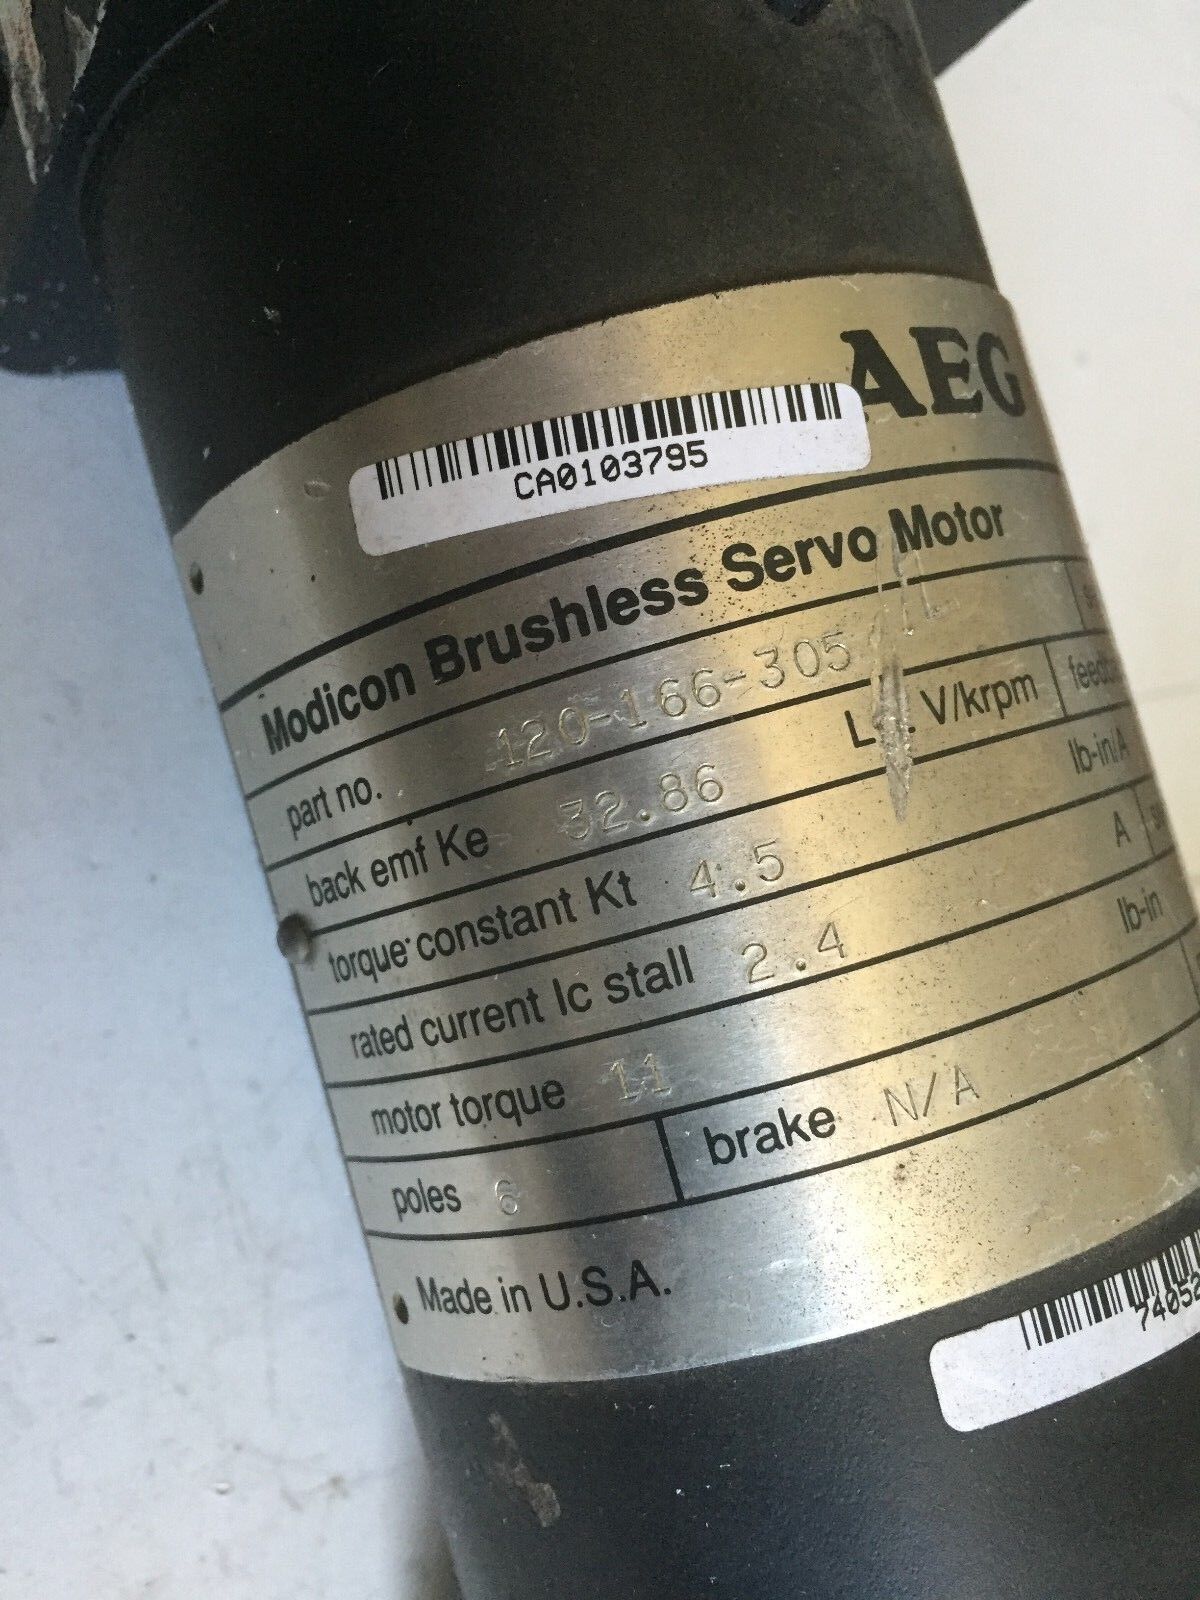 AEG
CA0103795
Modicon Brushless Servo Motor
part no. 120-166-305
back emf Ke 32.86 V/krpm
torque constant Kt 4.5 lb-in/A
rated current Ic stall 2.4 A
motor torque 11 lb-in
poles 6 brake N/A
Made in U.S.A.